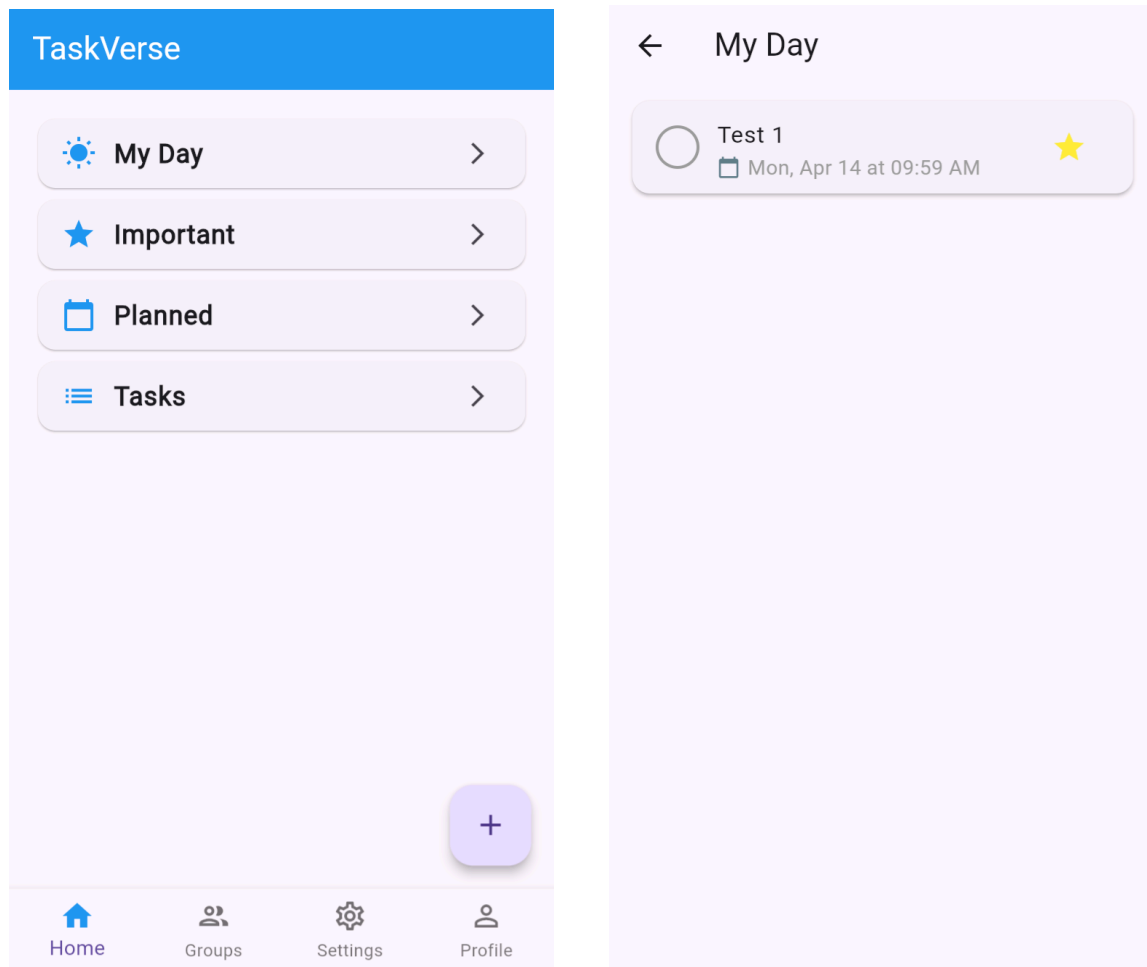 TaskVerse
My Day
Important
Planned
Tasks
Home
Groups
Settings
Profile
My Day
Test 1
Mon, Apr 14 at 09:59 AM